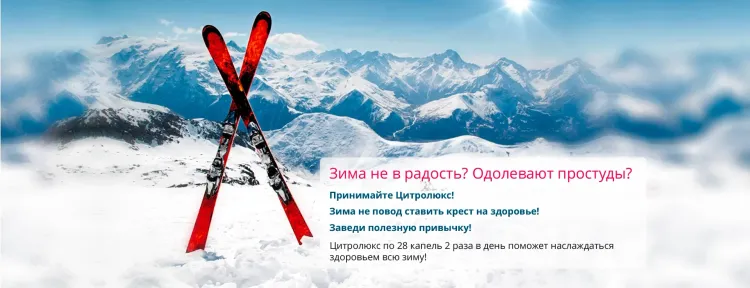 Зима не в радость? Одолевают простуды?
Принимайте Цитролюкс!
Зима не повод ставить крест на здоровье!
Заведи полезную привычку!
Цитролюкс по 28 капель 2 раза в день поможет наслаждаться
здоровьем всю зиму!